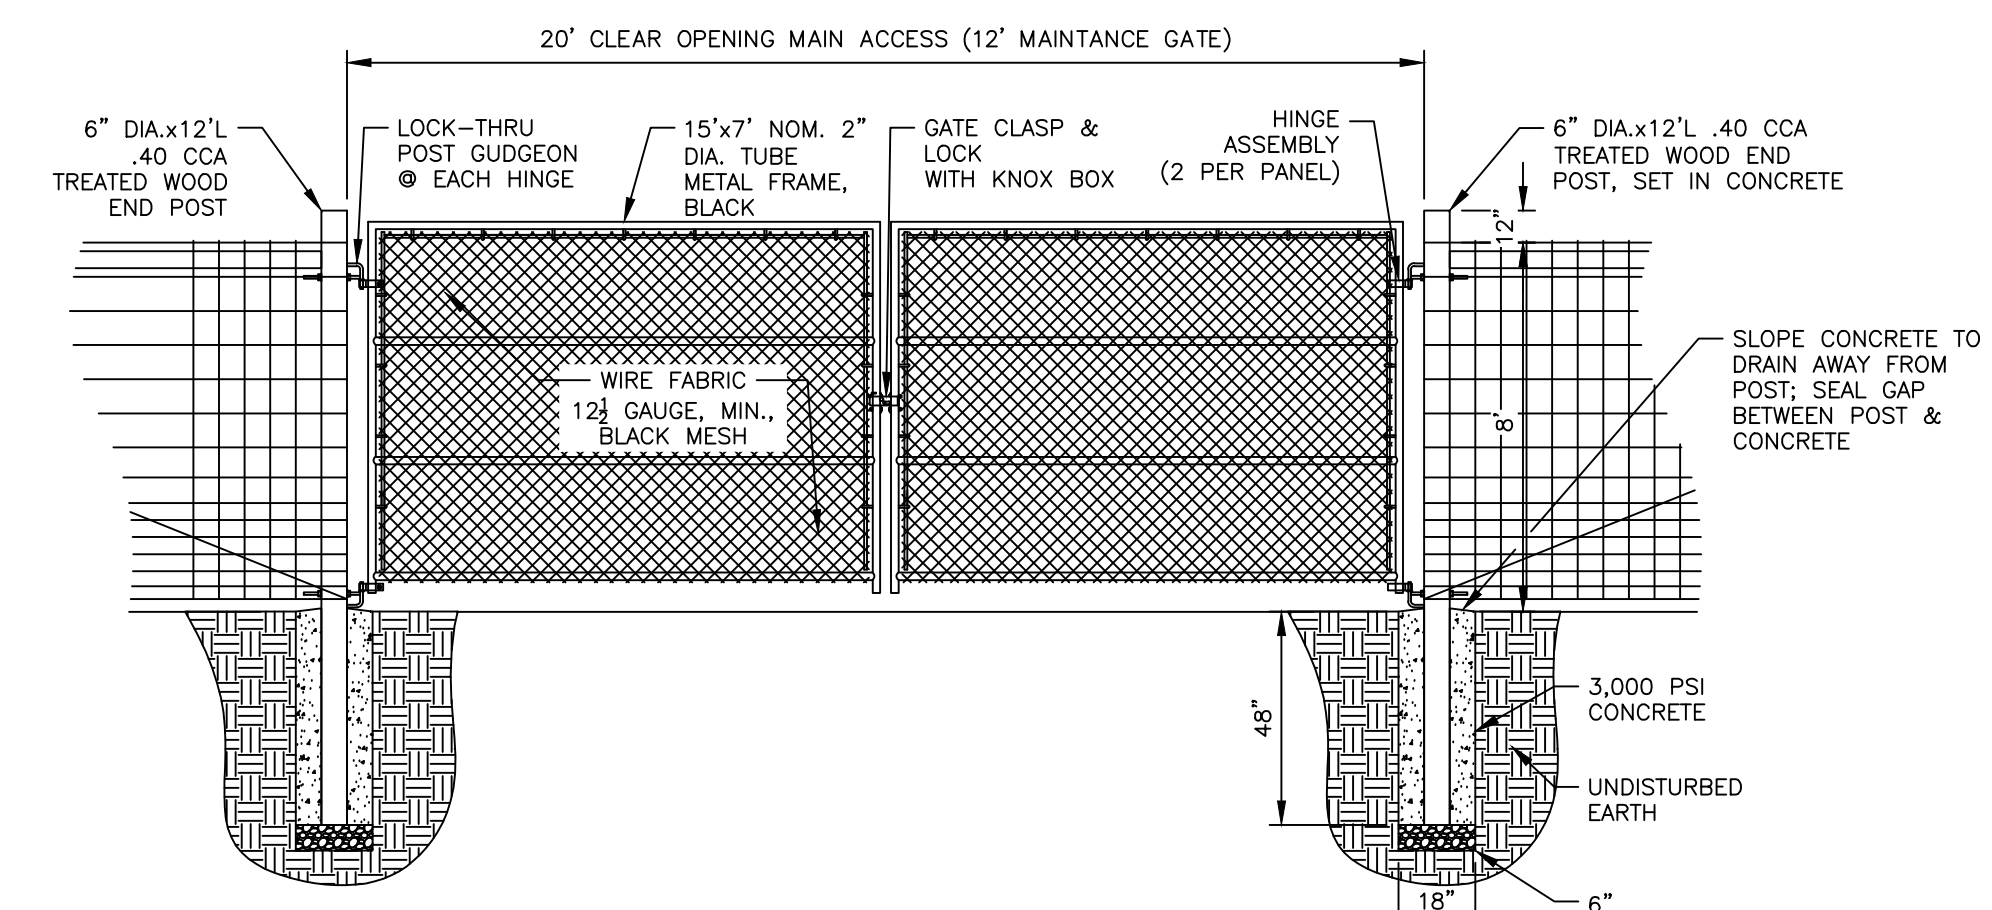 20' CLEAR OPENING MAIN ACCESS (12' MAINTANCE GATE)
6" DIA.x12'L
.40 CCA
TREATED WOOD
END POST
LOCK-THRU
POST GUDGEON
@ EACH HINGE
15'x7' NOM. 2"
DIA. TUBE
METAL FRAME,
BLACK
GATE CLASP &
LOCK
WITH KNOX BOX
HINGE
ASSEMBLY
(2 PER PANEL)
6" DIA.x12'L .40 CCA
TREATED WOOD END
POST, SET IN CONCRETE
12"
8'
WIRE FABRIC
12½ GAUGE, MIN.,
BLACK MESH
SLOPE CONCRETE TO
DRAIN AWAY FROM
POST; SEAL GAP
BETWEEN POST &
CONCRETE
48"
3,000 PSI
CONCRETE
UNDISTURBED
EARTH
18"
6"